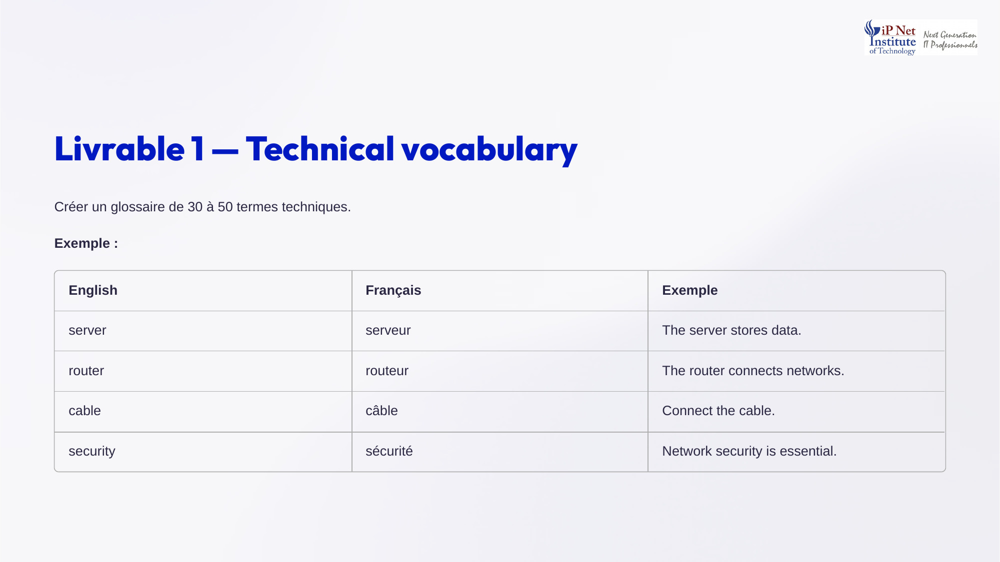 iP Net
Institute
of Technology
Next Generation
IT Professionnels
Livrable 1 — Technical vocabulary
Créer un glossaire de 30 à 50 termes techniques.
Exemple :
English Français Exemple
server serveur The server stores data.
router routeur The router connects networks.
cable câble Connect the cable.
security sécurité Network security is essential.